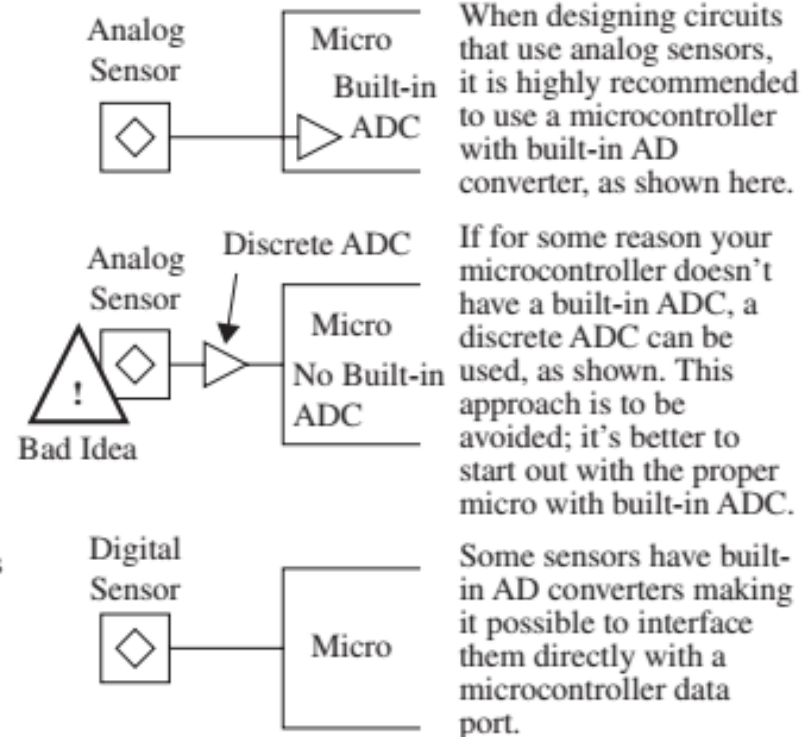 Analog
Sensor
Micro
Built-in
ADC
When designing circuits
that use analog sensors,
it is highly recommended
to use a microcontroller
with built-in AD
converter, as shown here.
Analog
Sensor
Discrete ADC
!
Bad Idea
Micro
No Built-in
ADC
If for some reason your
microcontroller doesn't
have a built-in ADC, a
discrete ADC can be
used, as shown. This
approach is to be
avoided; it's better to
start out with the proper
micro with built-in ADC.
Digital
Sensor
Micro
Some sensors have built-
in AD converters making
it possible to interface
them directly with a
microcontroller data
port.